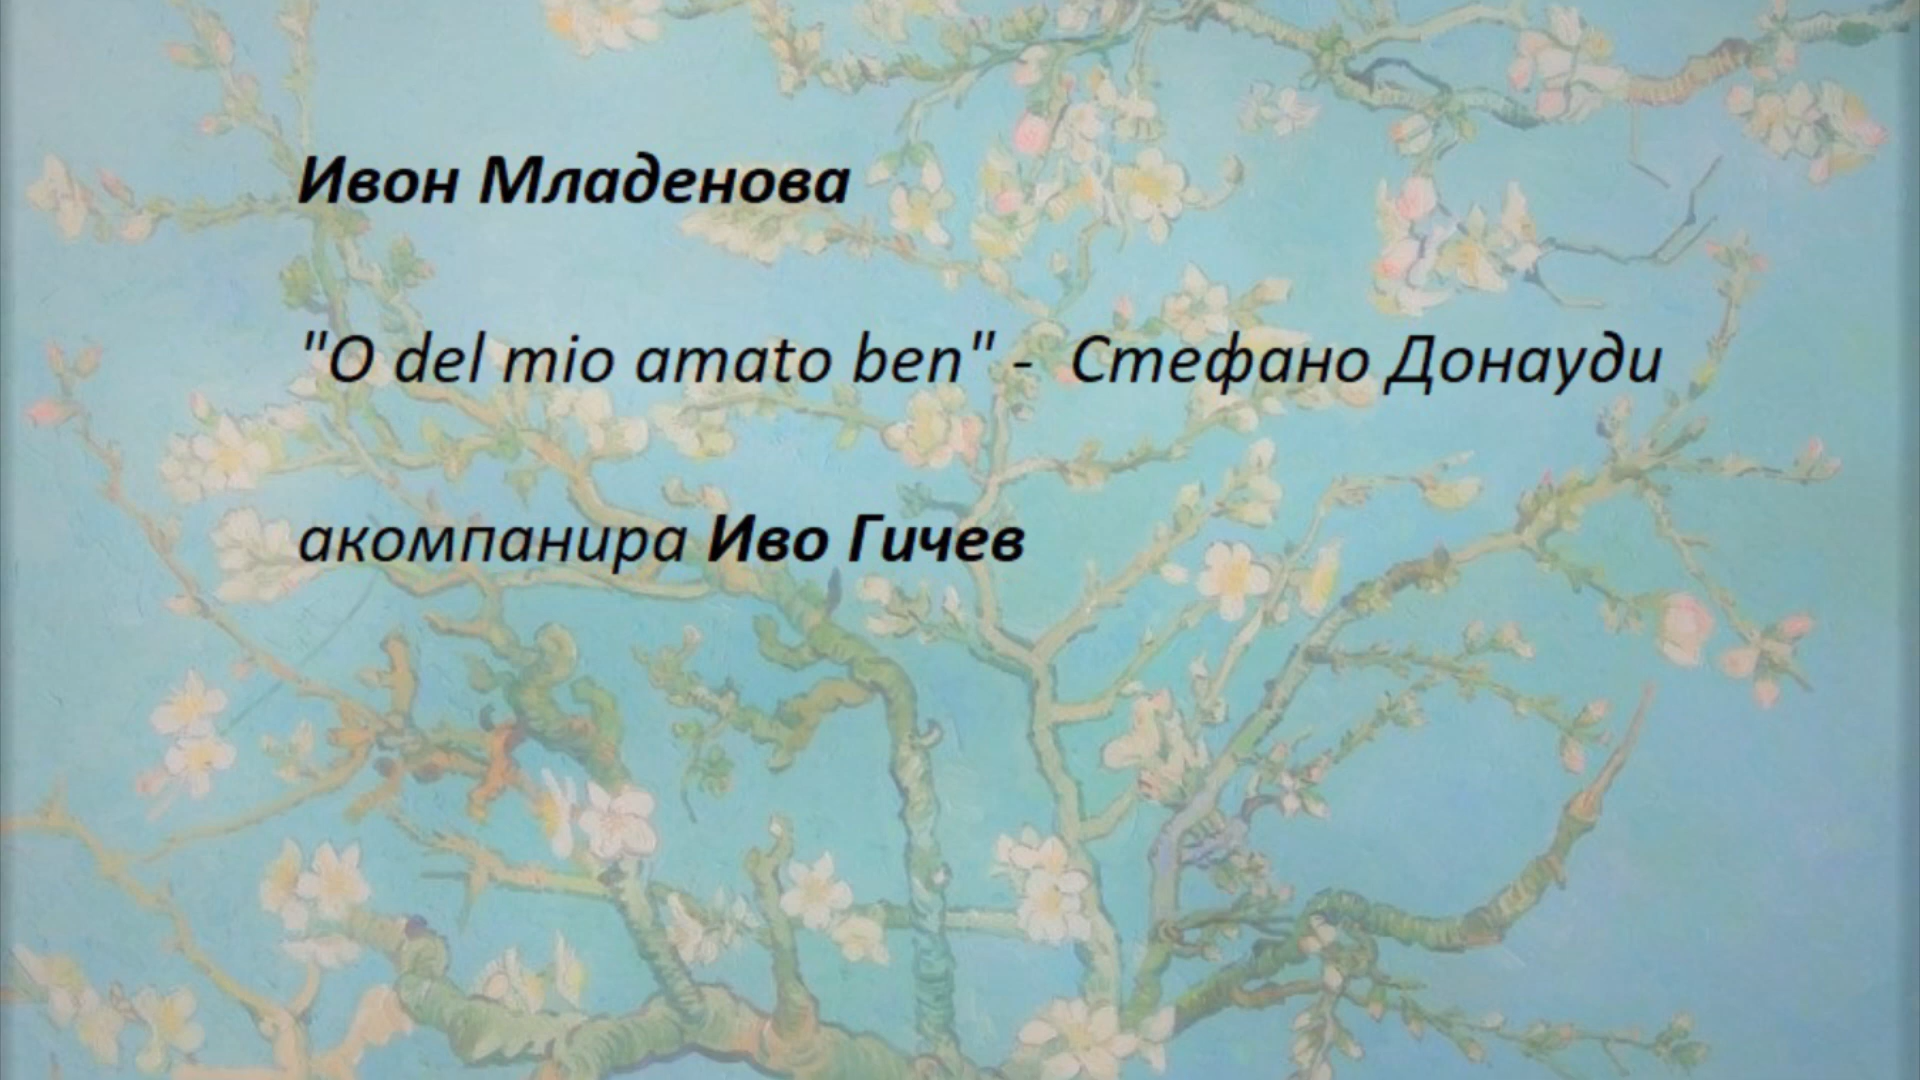 Ивон Младенова
"O del mio amato ben" - Стефано Донауди
акомпанира Иво Гичев